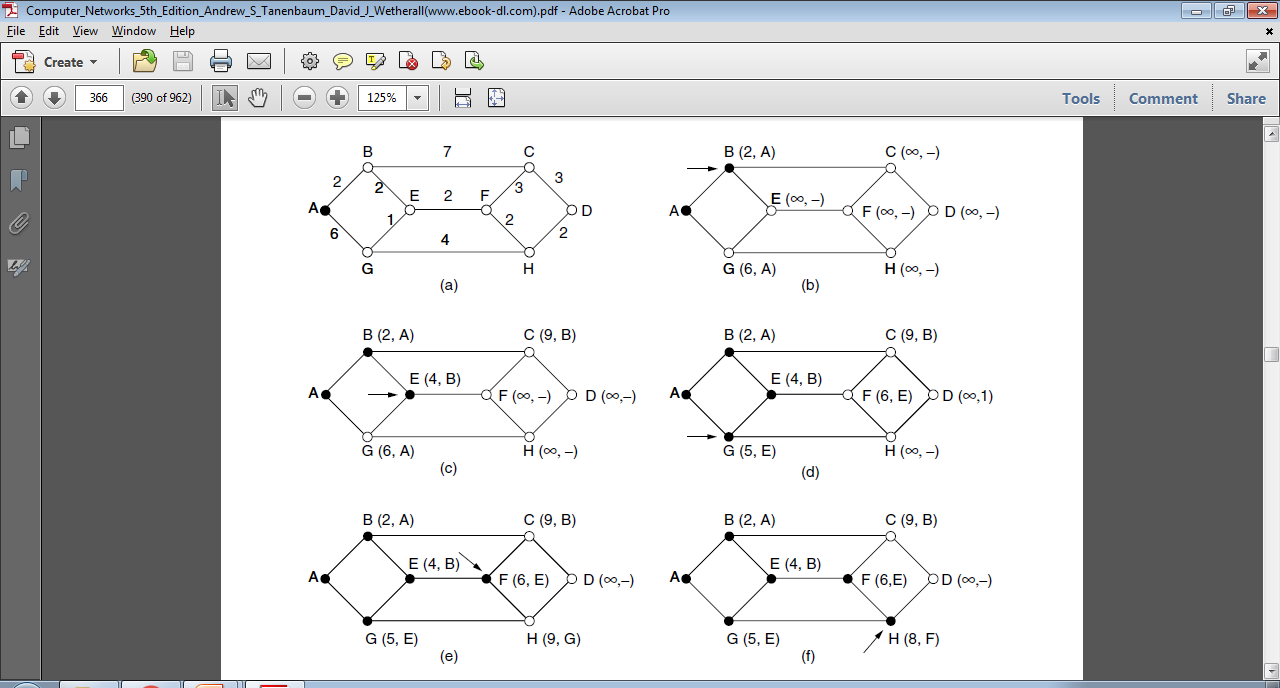 Computer_Networks_5th_Edition_Andrew_S_Tanenbaum_David_J_Wetherall(www.ebook-dl.com).pdf - Adobe Acrobat Pro
File Edit View Window Help
Create
366 (390 of 962) 125% Tools Comment Share
B 7 C
2 2 3 3
A E 2 F D
6 1 2 2
4
G H
(a)
B (2, A) C (∞, –)
E (∞, –)
A F (∞, –) D (∞, –)
G (6, A) H (∞, –)
(b)
B (2, A) C (9, B)
E (4, B)
A F (∞, –) D (∞,–)
G (6, A) H (∞, –)
(c)
B (2, A) C (9, B)
E (4, B)
A F (6, E) D (∞,1)
G (5, E) H (∞, –)
(d)
B (2, A) C (9, B)
E (4, B)
A F (6, E) D (∞,–)
G (5, E) H (9, G)
(e)
B (2, A) C (9, B)
E (4, B)
A F (6,E) D (∞,–)
G (5, E) H (8, F)
(f)